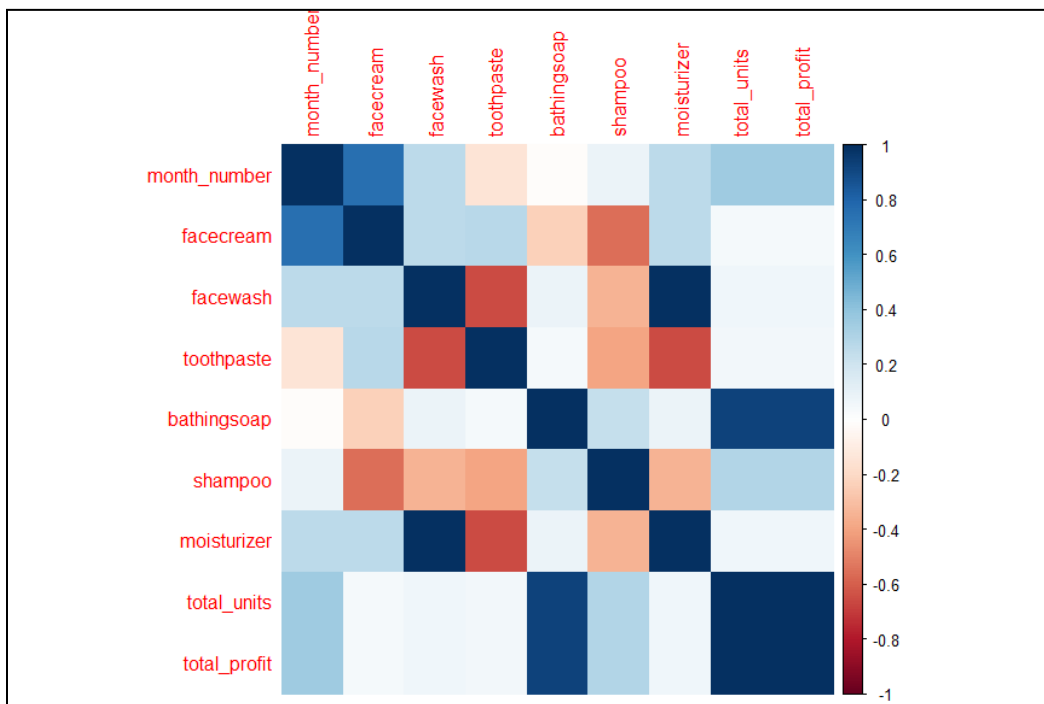 month_number
facecream
facewash
toothpaste
bathingsoap
shampoo
moisturizer
total_units
total_profit
month_number
facecream
facewash
toothpaste
bathingsoap
shampoo
moisturizer
total_units
total_profit
1
0.8
0.6
0.4
0.2
0
-0.2
-0.4
-0.6
-0.8
-1